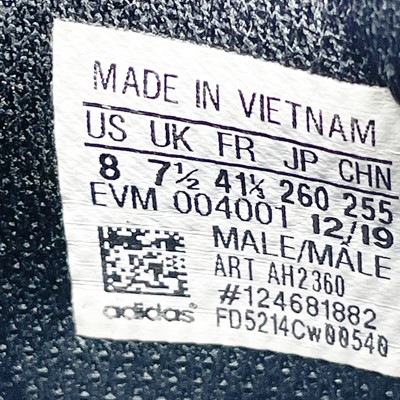 MADE IN VIETNAM
US UK FR JP CHN
8 7½ 41⅓ 260 255
EVM 004001 12/19
MALE/MÂLE
ART AH2360
#124681882
adidas® FD5214Cw00540